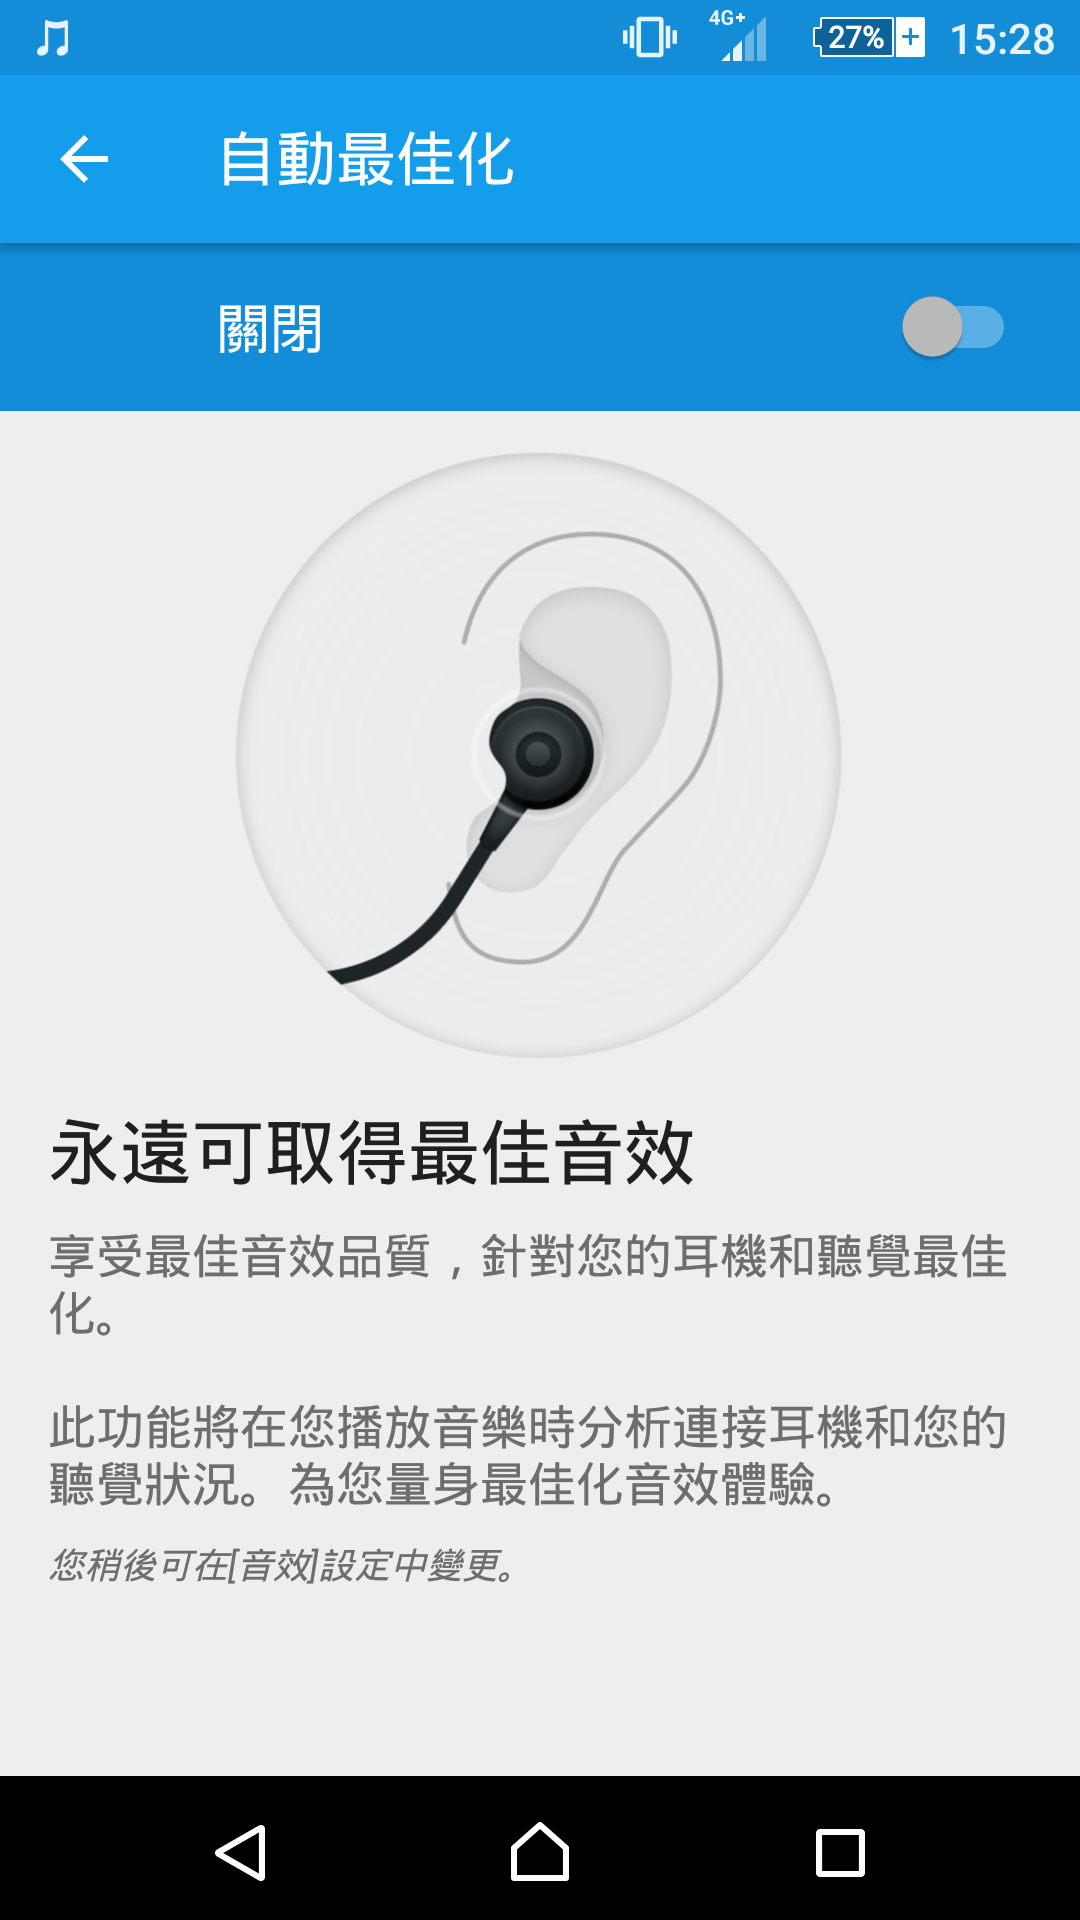 4G+ 27% 15:28
自動最佳化
關閉
永遠可取得最佳音效
享受最佳音效品質，針對您的耳機和聽覺最佳
化。
此功能將在您播放音樂時分析連接耳機和您的
聽覺狀況。為您量身最佳化音效體驗。
您稍後可在[音效]設定中變更。